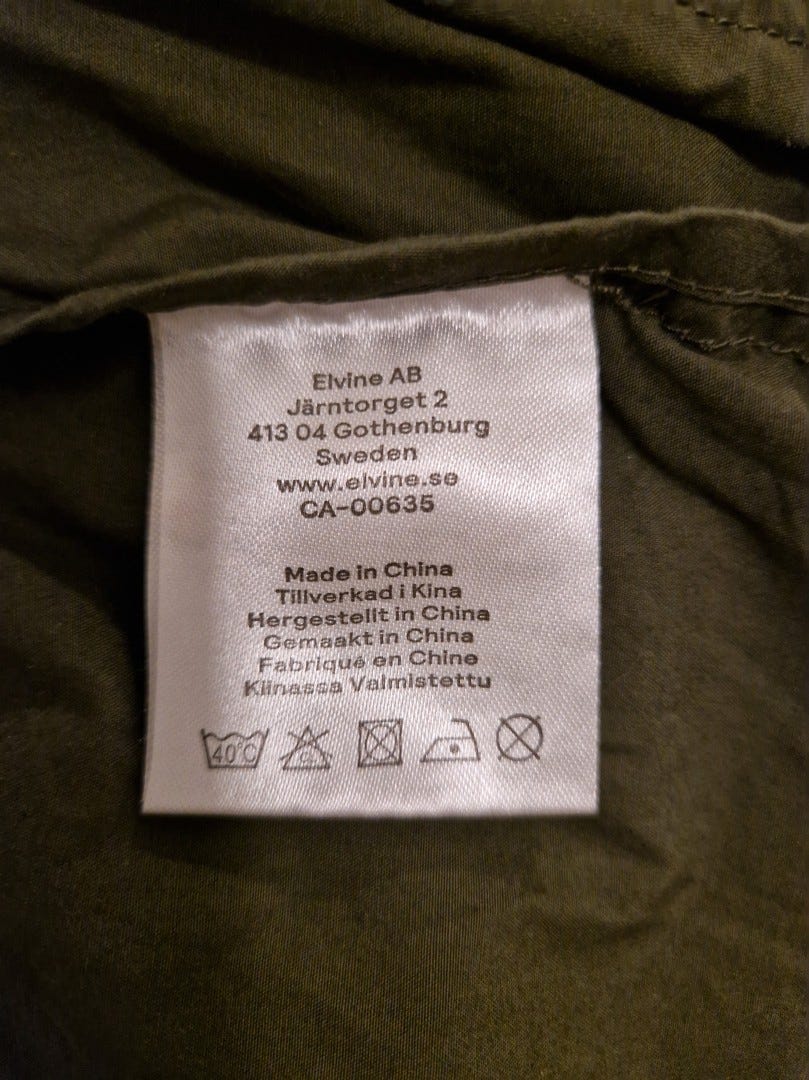 Elvine AB
Järntorget 2
413 04 Gothenburg
Sweden
www.elvine.se
CA-00635
Made in China
Tillverkad i Kina
Hergestellt in China
Gemaakt in China
Fabriqué en Chine
Kiinassa Valmistettu
40°C cl